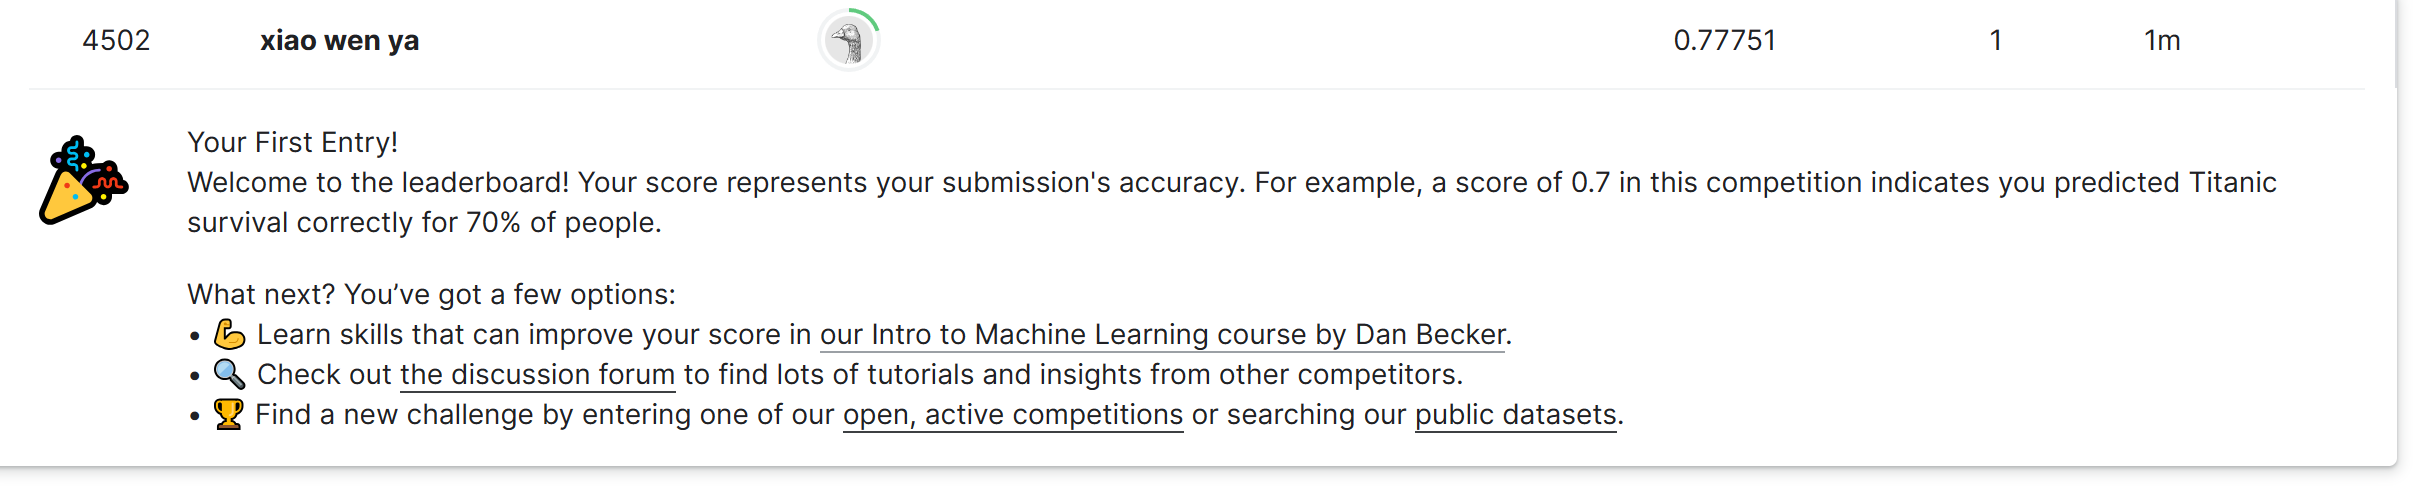 4502 xiao wen ya 0.77751 1 1m
Your First Entry!
Welcome to the leaderboard! Your score represents your submission's accuracy. For example, a score of 0.7 in this competition indicates you predicted Titanic
survival correctly for 70% of people.
What next? You’ve got a few options:
• 💪 Learn skills that can improve your score in our Intro to Machine Learning course by Dan Becker.
• 🔍 Check out the discussion forum to find lots of tutorials and insights from other competitors.
• 🏆 Find a new challenge by entering one of our open, active competitions or searching our public datasets.